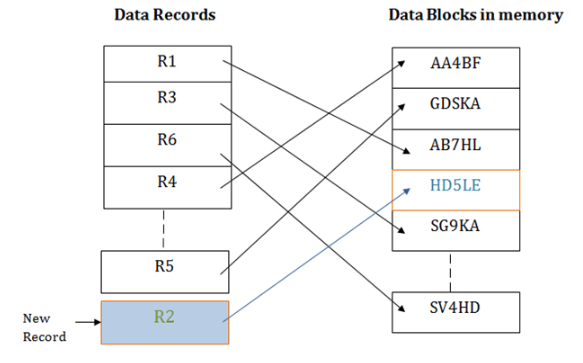 Data Records
R1
R3
R6
R4
R5
New
Record
R2
Data Blocks in memory
AA4BF
GDSKA
AB7HL
HD5LE
SG9KA
SV4HD